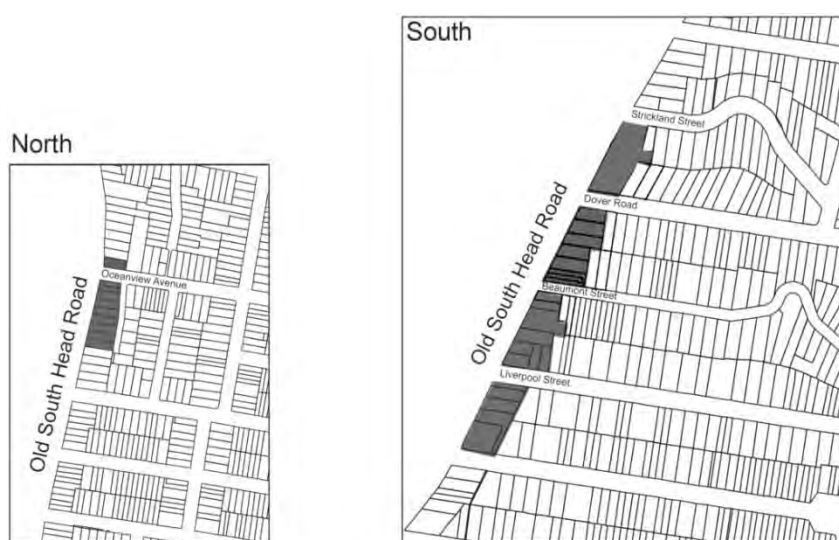 North
Oceanview Avenue
Old South Head Road
South
Strickland Street
Dover Road
Old South Head Road
Beaumont Street
Liverpool Street